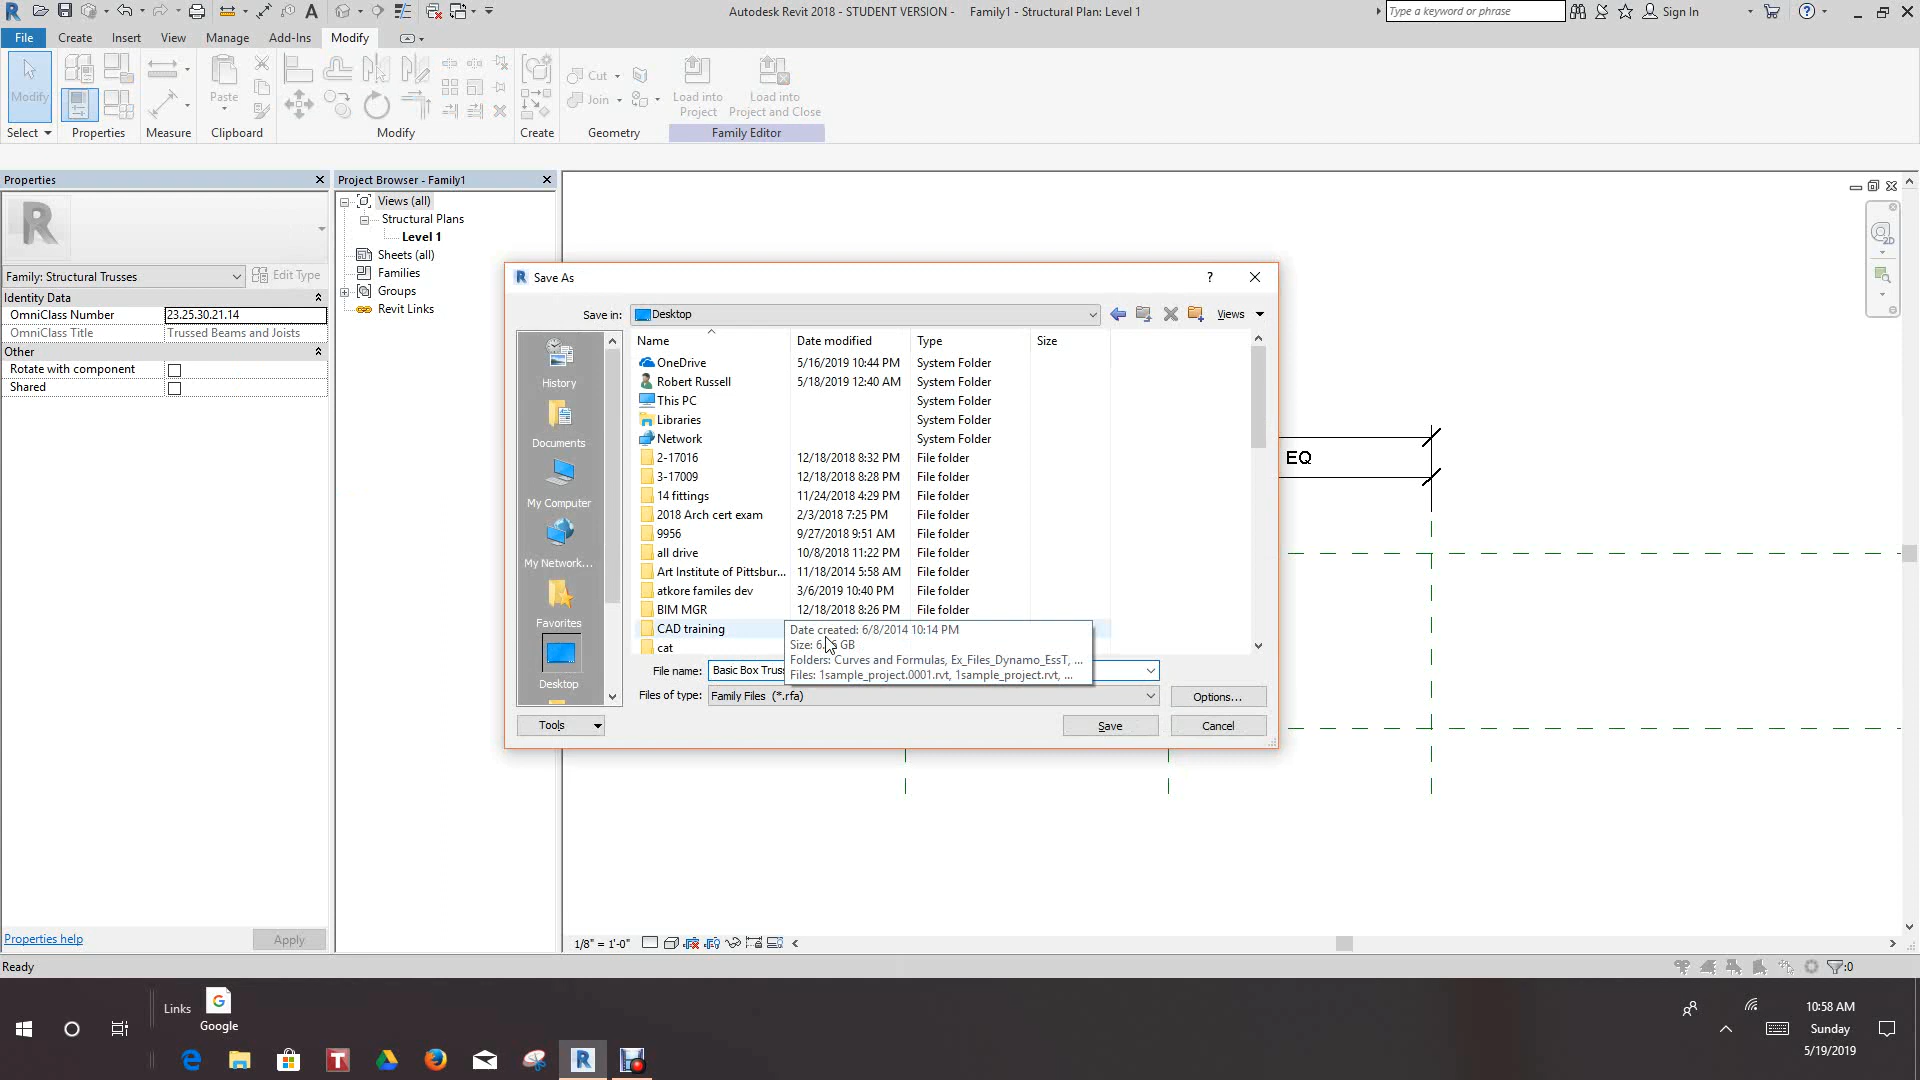 Autodesk Revit 2018 - STUDENT VERSION - Family1 - Structural Plan: Level 1
Type a keyword or phrase
Sign In
File Create Insert View Manage Add-Ins Modify
Modify
Paste
Cut
Join
Load into Project
Load into Project and Close
Select Properties Measure Clipboard Modify Create Geometry Family Editor
Properties
Project Browser - Family1
Views (all)
Structural Plans
Level 1
Sheets (all)
Families
Groups
Revit Links
Family: Structural Trusses
Edit Type
Identity Data
OmniClass Number 23.25.30.21.14
OmniClass Title Trussed Beams and Joists
Other
Rotate with component
Shared
Save As
Save in: Desktop
Views
Name Date modified Type Size
OneDrive 5/16/2019 10:44 PM System Folder
Robert Russell 5/18/2019 12:40 AM System Folder
This PC System Folder
Libraries System Folder
Network System Folder
2-17016 12/18/2018 8:32 PM File folder
3-17009 12/18/2018 8:28 PM File folder
14 fittings 11/24/2018 4:29 PM File folder
2018 Arch cert exam 2/3/2018 7:25 PM File folder
9956 9/27/2018 9:51 AM File folder
all drive 10/8/2018 11:22 PM File folder
Art Institute of Pittsbur... 11/18/2014 5:58 AM File folder
atkore familes dev 3/6/2019 10:40 PM File folder
BIM MGR 12/18/2018 8:26 PM File folder
CAD training
cat
History
Documents
My Computer
My Network...
Favorites
Desktop
Date created: 6/8/2014 10:14 PM
Size: GB
Folders: Curves and Formulas, Ex_Files_Dynamo_EssT, ...
Files: 1sample_project.0001.rvt, 1sample_project.rvt, ...
File name: Basic Box
Files of type: Family Files (*.rfa)
Options...
Tools
Save
Cancel
EQ
Properties help
Apply
1/8" = 1'-0"
Ready
:0
Links
Google
10:58 AM
Sunday
5/19/2019